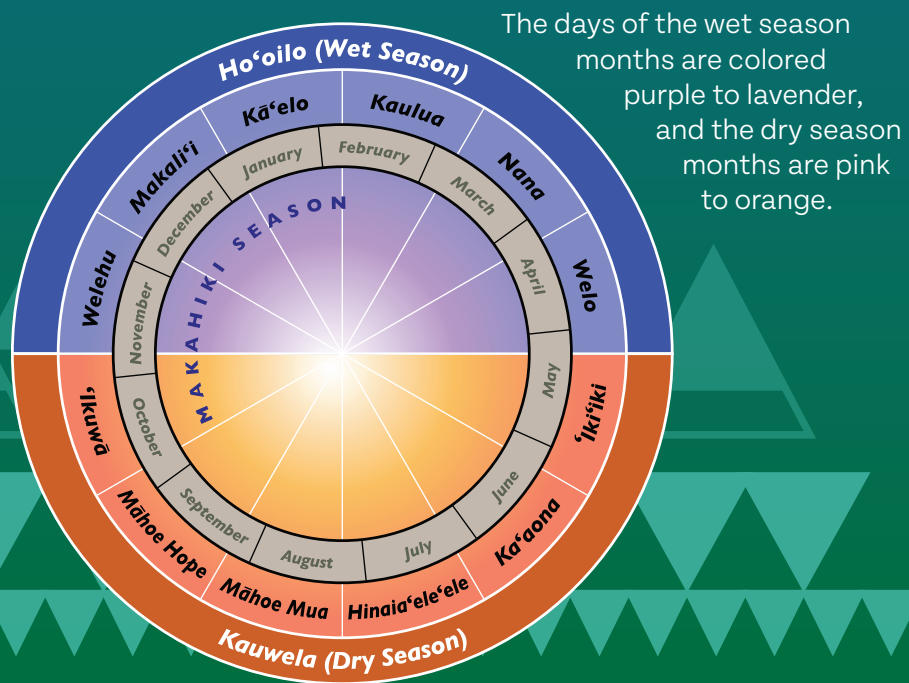 The days of the wet season
months are colored
purple to lavender,
and the dry season
months are pink
to orange.
Hoʻoilo (Wet Season)
Welehu
Makaliʻi
Kāʻelo
Kaulua
Nana
Welo
ʻIkiʻiki
Kaʻaona
Hinaiaʻeleʻele
Māhoe Mua
Māhoe Hope
ʻIkuwā
January
February
March
April
May
June
July
August
September
October
November
December
MAKAHIKI SEASON
Kauwela (Dry Season)